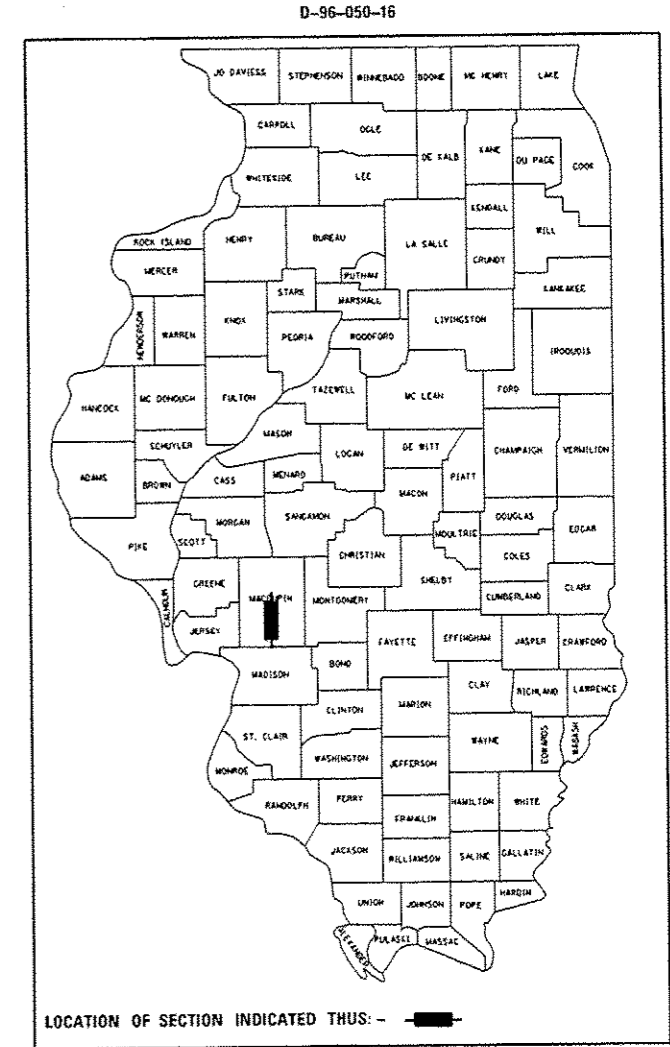 D-96-050-16
JO DAVIESS STEPHENSON WINNEBAGO BOONE MC HENRY LAKE
CARROLL OGLE
DE KALB KANE DU PAGE COOK
WHITESIDE LEE
KENDALL WILL
ROCK ISLAND HENRY BUREAU LA SALLE
GRUNDY
MERCER PUTNAM
STARK MARSHALL KANKAKEE
HENDERSON WARREN KNOX LIVINGSTON
PEORIA WOODFORD IROQUOIS
TAZEWELL FORD
HANCOCK MC DONOUGH FULTON MC LEAN
MASON
SCHUYLER LOGAN DE WITT CHAMPAIGN VERMILION
ADAMS BROWN CASS MENARD PIATT
MACON
MORGAN SANGAMON DOUGLAS EDGAR
PIKE SCOTT CHRISTIAN MOULTRIE
COLES
GREENE SHELBY CLARK
CALHOUN MACOUPIN MONTGOMERY CUMBERLAND
JERSEY FAYETTE EFFINGHAM JASPER CRAWFORD
MADISON BOND
CLAY RICHLAND LAWRENCE
CLINTON MARION
ST. CLAIR WAYNE EDWARDS WABASH
WASHINGTON JEFFERSON
MONROE
RANDOLPH PERRY HAMILTON WHITE
FRANKLIN
JACKSON WILLIAMSON SALINE GALLATIN
UNION JOHNSON POPE HARDIN
ALEXANDER PULASKI MASSAC
LOCATION OF SECTION INDICATED THUS: -